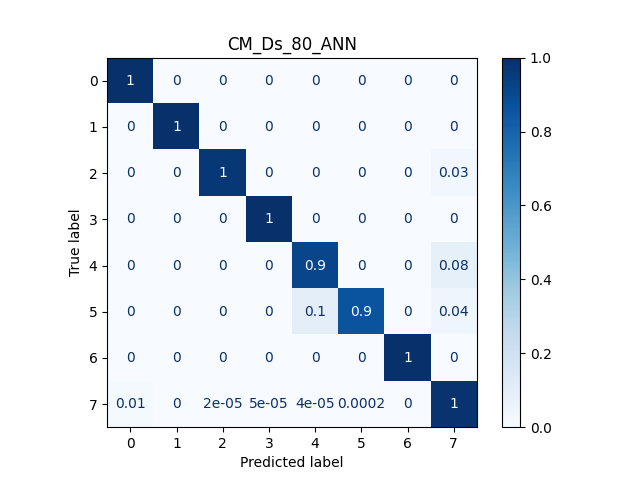 CM_Ds_80_ANN
True label
0 1 0 0 0 0 0 0 0
1 0 1 0 0 0 0 0 0
2 0 0 1 0 0 0 0 0.03
3 0 0 0 1 0 0 0 0
4 0 0 0 0 0.9 0 0 0.08
5 0 0 0 0 0.1 0.9 0 0.04
6 0 0 0 0 0 0 1 0
7 0.01 0 2e-05 5e-05 4e-05 0.0002 0 1
0 1 2 3 4 5 6 7
Predicted label
1.0
0.8
0.6
0.4
0.2
0.0